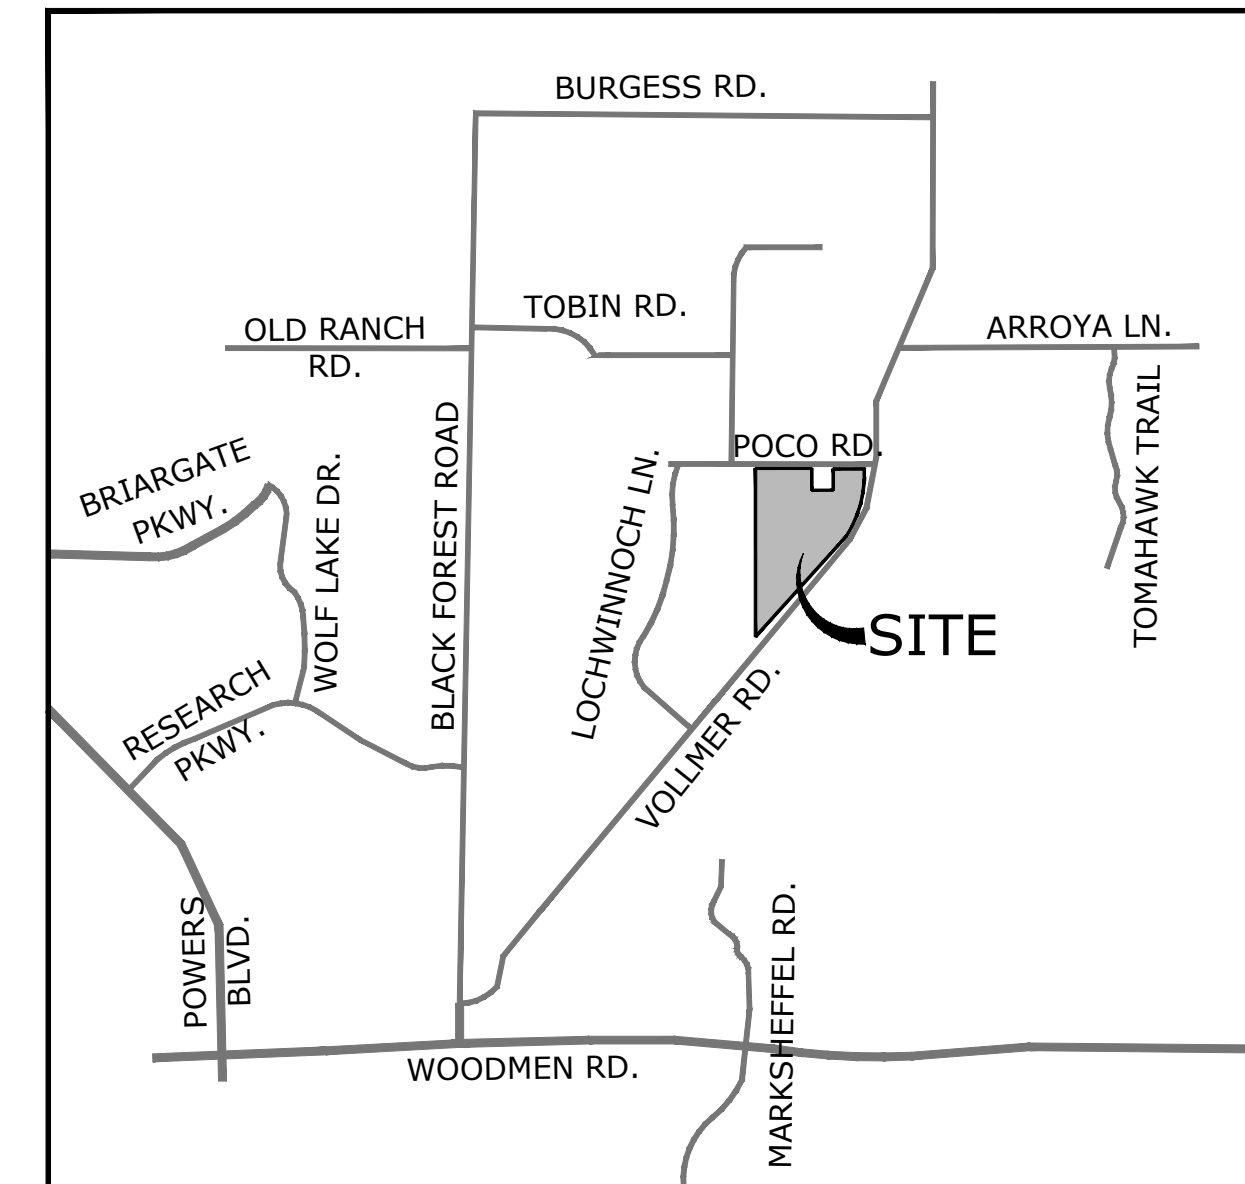 BURGESS RD.
TOBIN RD.
OLD RANCH
RD.
ARROYA LN.
POCO RD.
BRIARGATE
PKWY.
WOLF LAKE DR.
BLACK FOREST ROAD
LOCHWINNOCH LN.
TOMAHAWK TRAIL
SITE
RESEARCH
PKWY.
VOLLMER RD.
POWERS
BLVD.
MARKSHEFFEL RD.
WOODMEN RD.